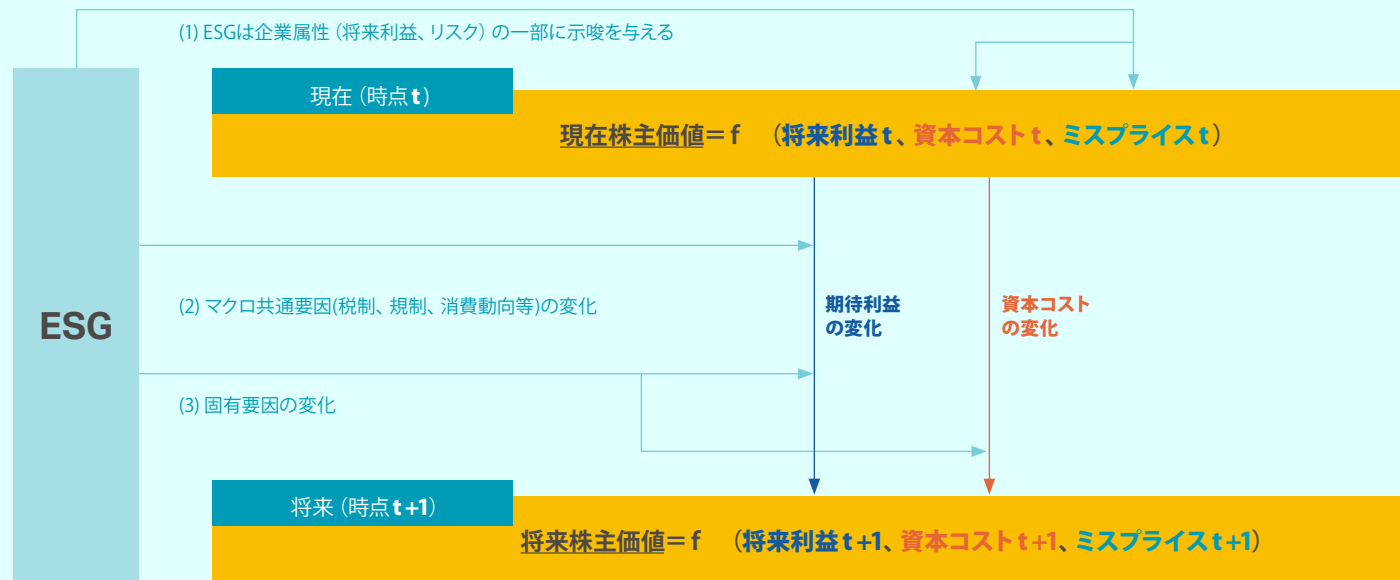 (1) ESGは企業属性（将来利益、リスク）の一部に示唆を与える
現在（時点t）
現在株主価値＝f　（将来利益t、資本コストt、ミスプライスt）
ESG
(2) マクロ共通要因(税制、規制、消費動向等)の変化
期待利益
の変化
資本コスト
の変化
(3) 固有要因の変化
将来（時点t+1）
将来株主価値＝f　（将来利益t+1、資本コストt+1、ミスプライスt+1）